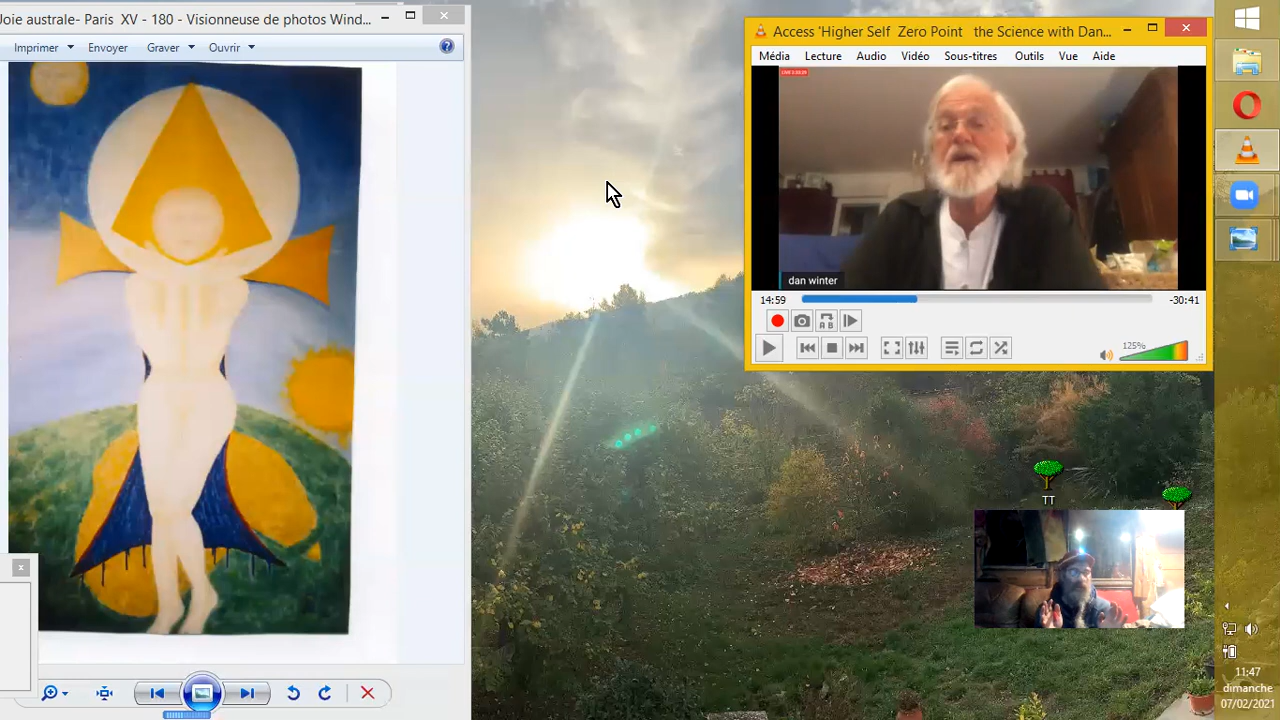 Joie australe- Paris  XV - 180 - Visionneuse de photos Wind...
Imprimer
Envoyer
Graver
Ouvrir
Access 'Higher Self  Zero Point   the Science with Dan...
Média Lecture Audio Vidéo Sous-titres Outils Vue Aide
dan winter
14:59
-30:41
125%
TT
11:47
dimanche
07/02/2021